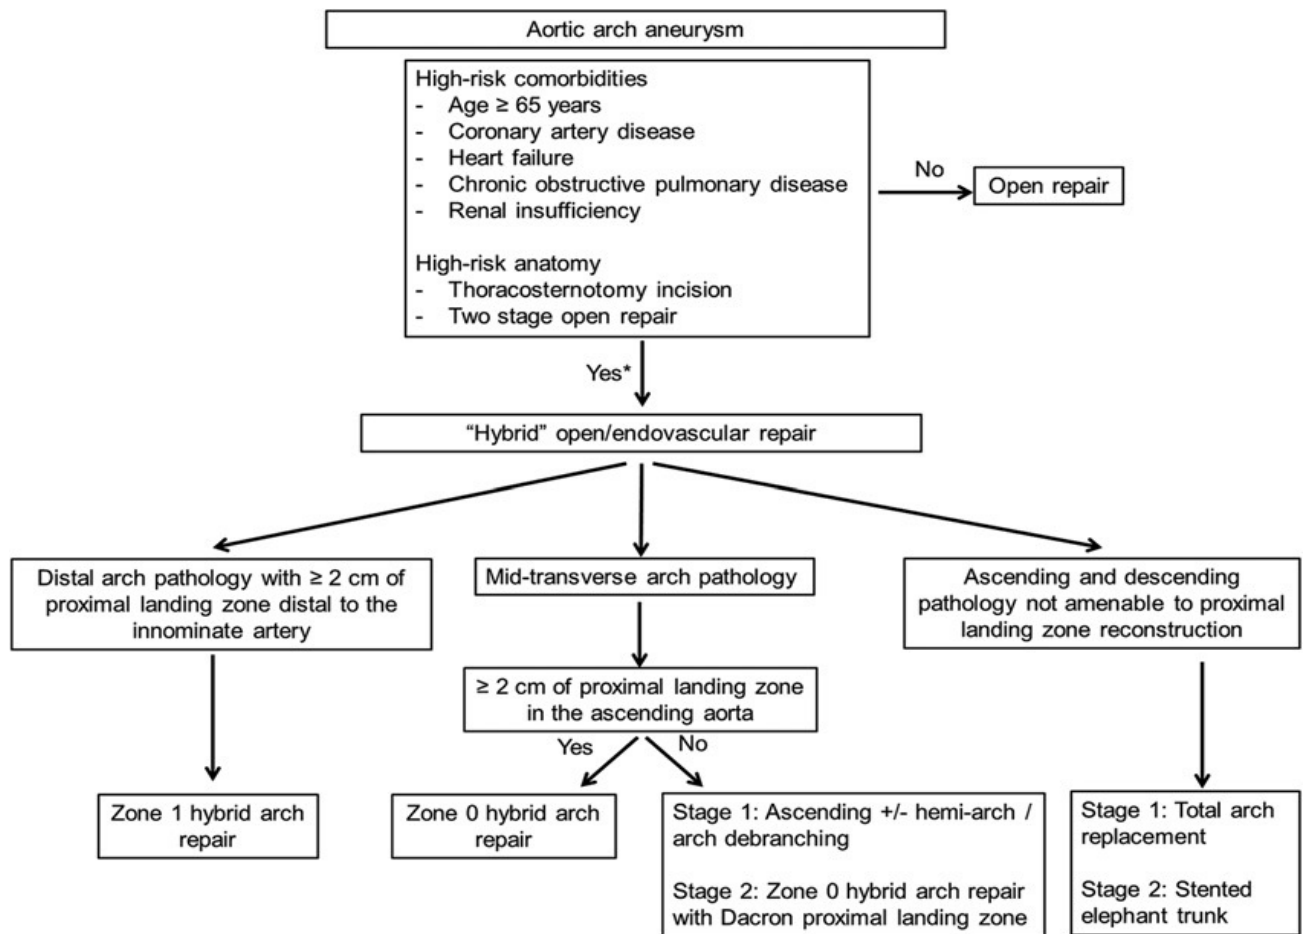 Aortic arch aneurysm
High-risk comorbidities
- Age ≥ 65 years
- Coronary artery disease
- Heart failure
- Chronic obstructive pulmonary disease
- Renal insufficiency
High-risk anatomy
- Thoracosternotomy incision
- Two stage open repair
No
Open repair
Yes*
“Hybrid” open/endovascular repair
Distal arch pathology with ≥ 2 cm of
proximal landing zone distal to the
innominate artery
Mid-transverse arch pathology
Ascending and descending
pathology not amenable to proximal
landing zone reconstruction
≥ 2 cm of proximal landing zone
in the ascending aorta
Yes
No
Zone 1 hybrid arch
repair
Zone 0 hybrid arch
repair
Stage 1: Ascending +/- hemi-arch /
arch debranching
Stage 2: Zone 0 hybrid arch repair
with Dacron proximal landing zone
Stage 1: Total arch
replacement
Stage 2: Stented
elephant trunk